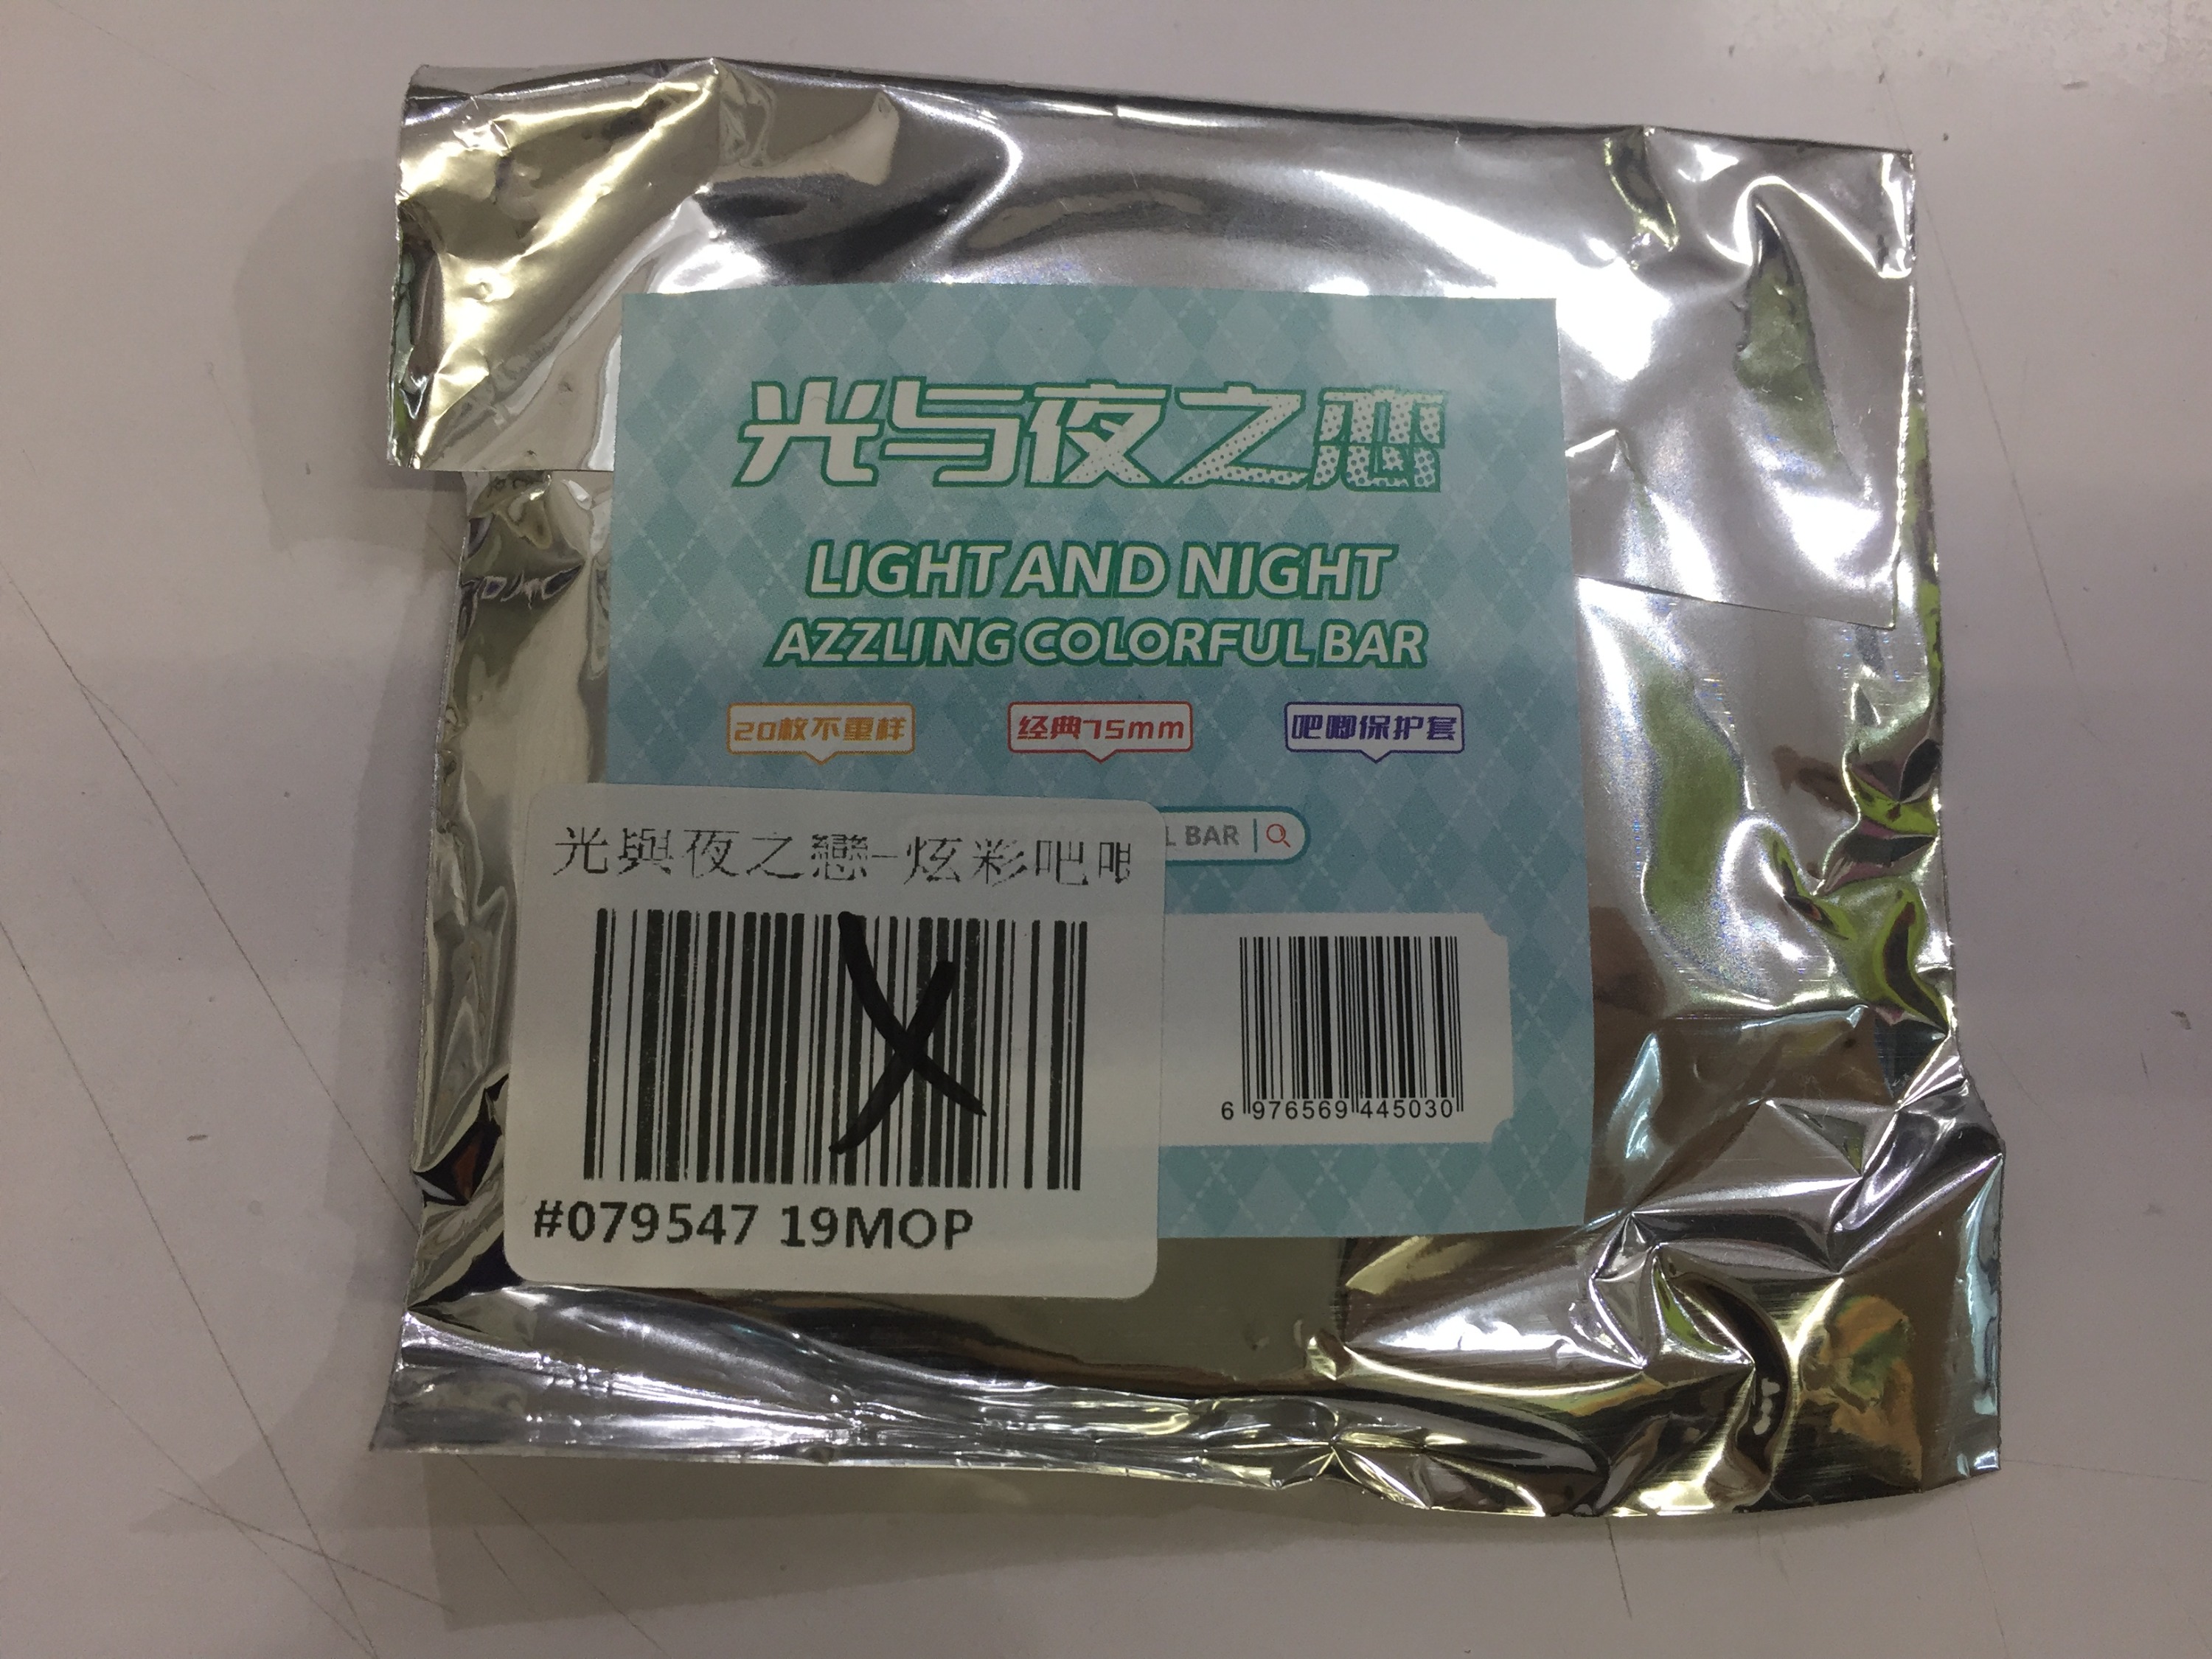 光与夜之恋
LIGHT AND NIGHT
AZZLING COLORFUL BAR
20枚不重样
经典75mm
吧唧保护套
L BAR
光與夜之戀-炫彩吧唧
6 976569 445030
#079547 19MOP